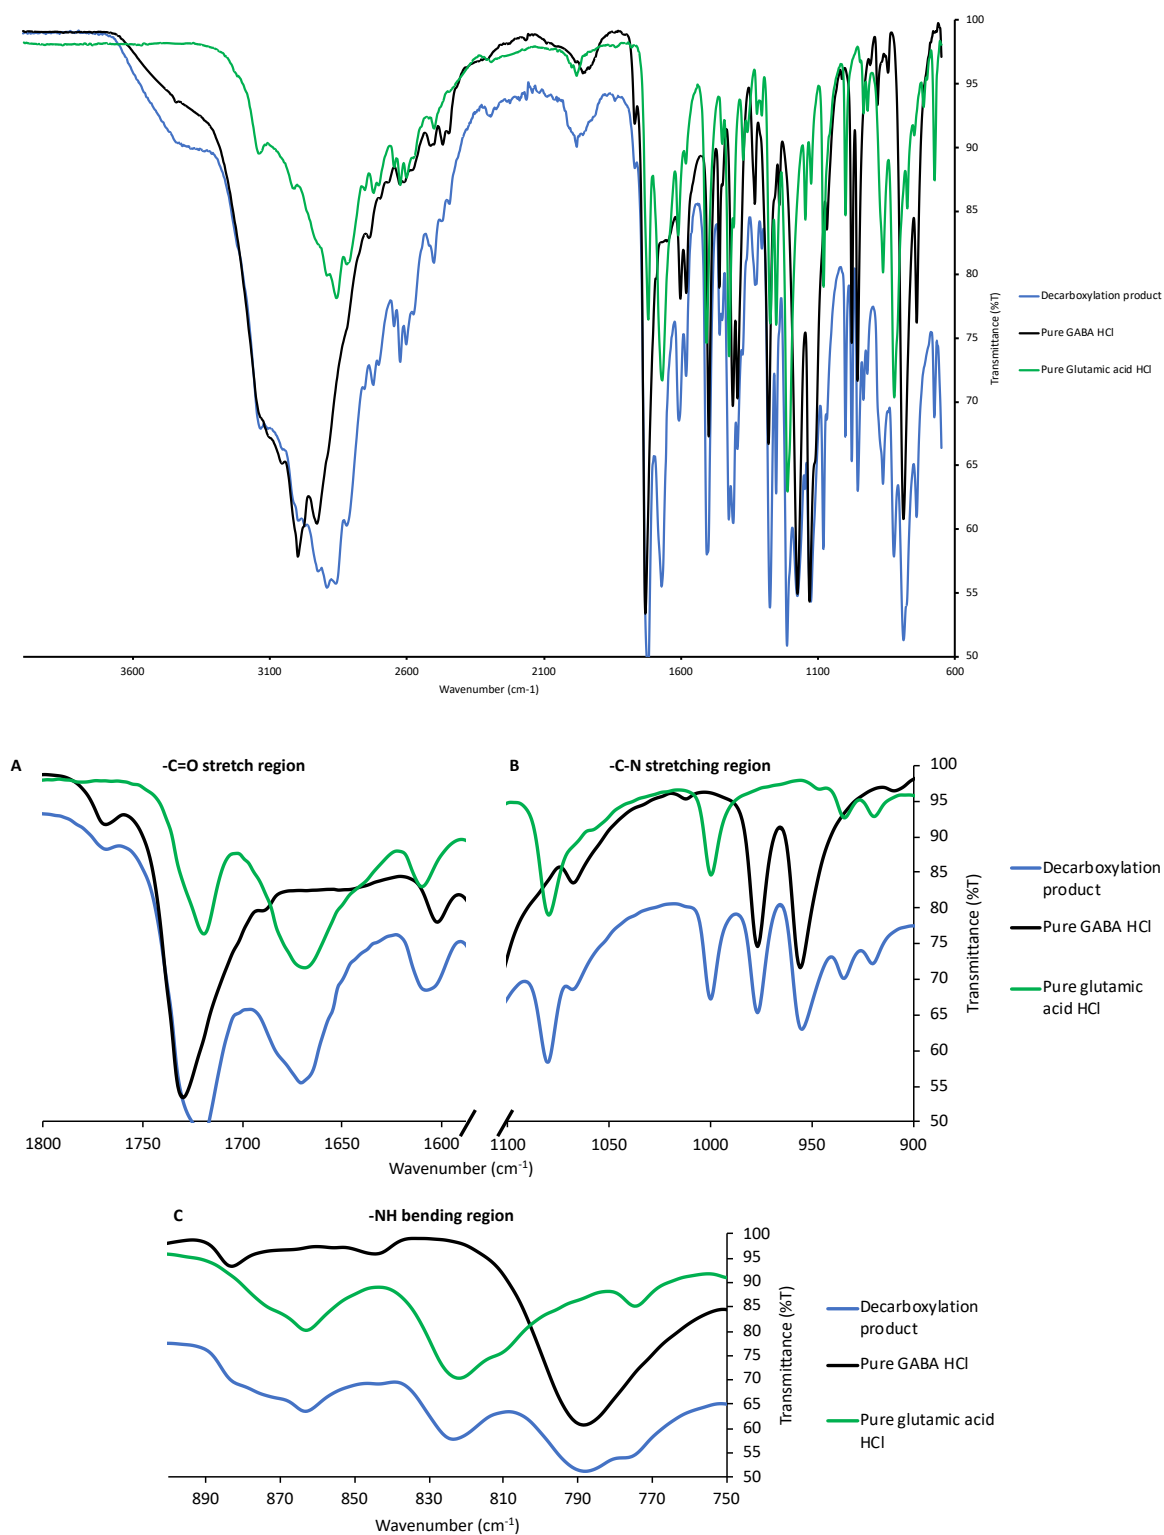 100
95
90
85
80
75
70
65
60
55
50
Transmittance (%T)
3600
3100
2600
2100
1600
1100
600
Wavenumber (cm-1)
Decarboxylation product
Pure GABA HCl
Pure Glutamic acid HCl
A
-C=O stretch region
B
-C-N stretching region
100
95
90
85
80
75
70
65
60
55
50
Transmittance (%T)
1800
1750
1700
1650
1600
1100
1050
1000
950
900
Wavenumber (cm-1)
Decarboxylation
product
Pure GABA HCl
Pure glutamic
acid HCl
C
-NH bending region
100
95
90
85
80
75
70
65
60
55
50
Transmittance (%T)
890
870
850
830
810
790
770
750
Wavenumber (cm-1)
Decarboxylation
product
Pure GABA HCl
Pure glutamic acid
HCl